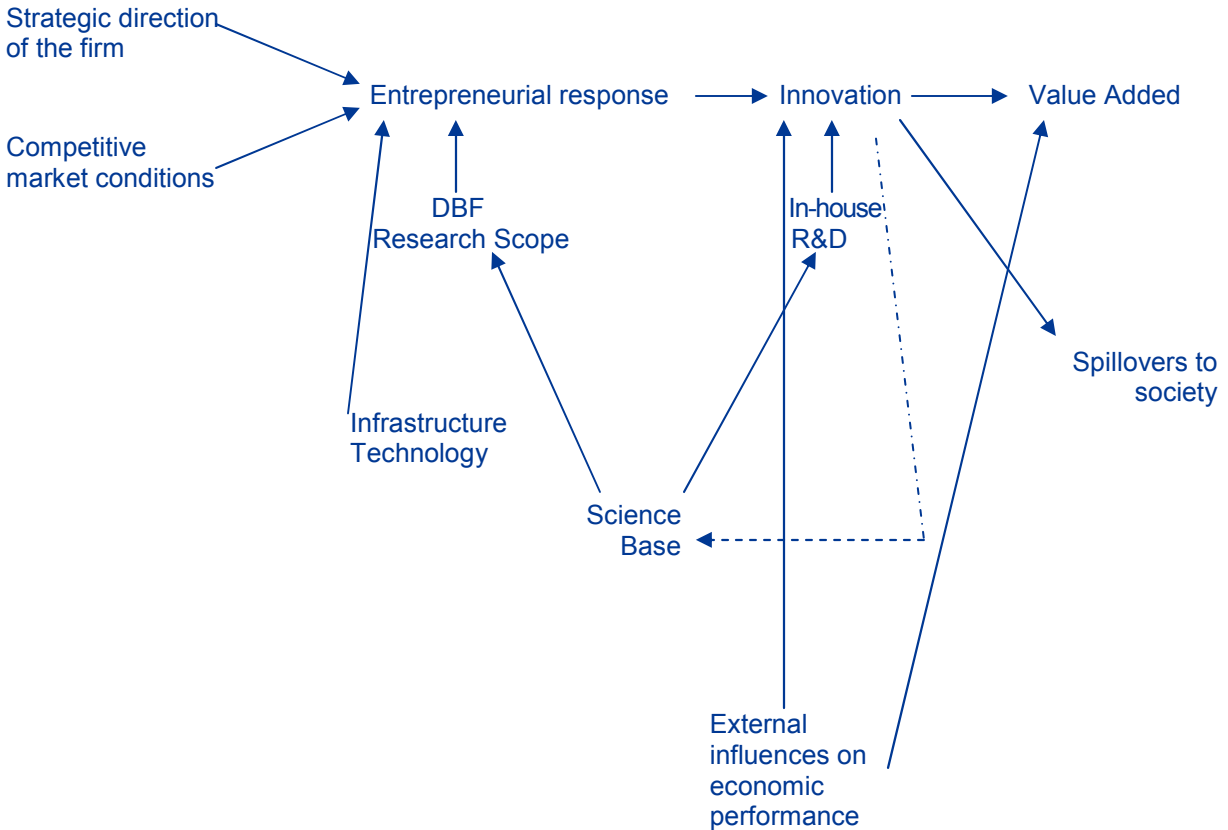 Strategic direction
of the firm
Entrepreneurial response
Innovation
Value Added
Competitive
market conditions
DBF
Research Scope
In-house
R&D
Spillovers to
society
Infrastructure
Technology
Science
Base
External
influences on
economic
performance